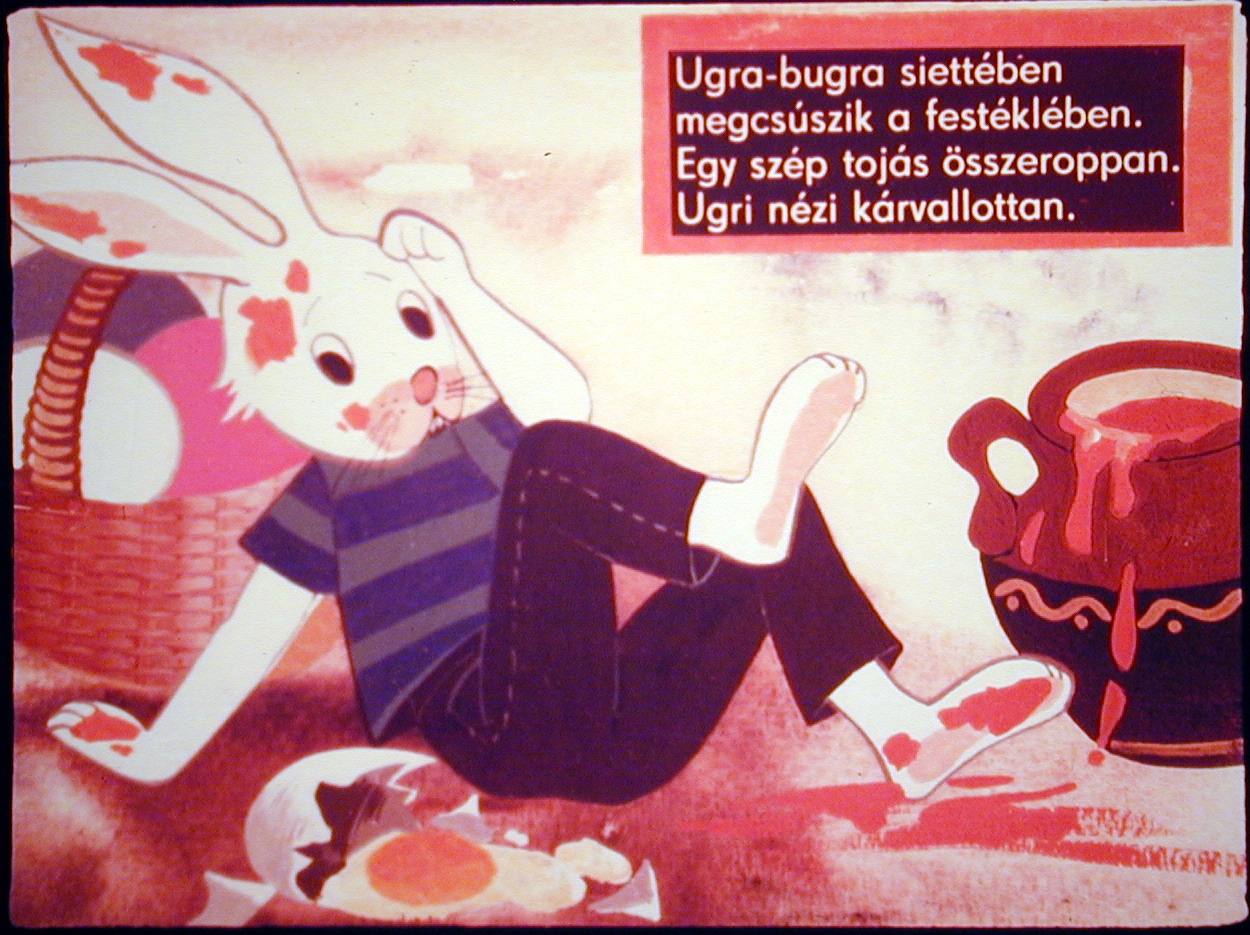 Ugra-bugra siettében
megcsúszik a festéklében.
Egy szép tojás összeroppan.
Ugri nézi kárvallottan.